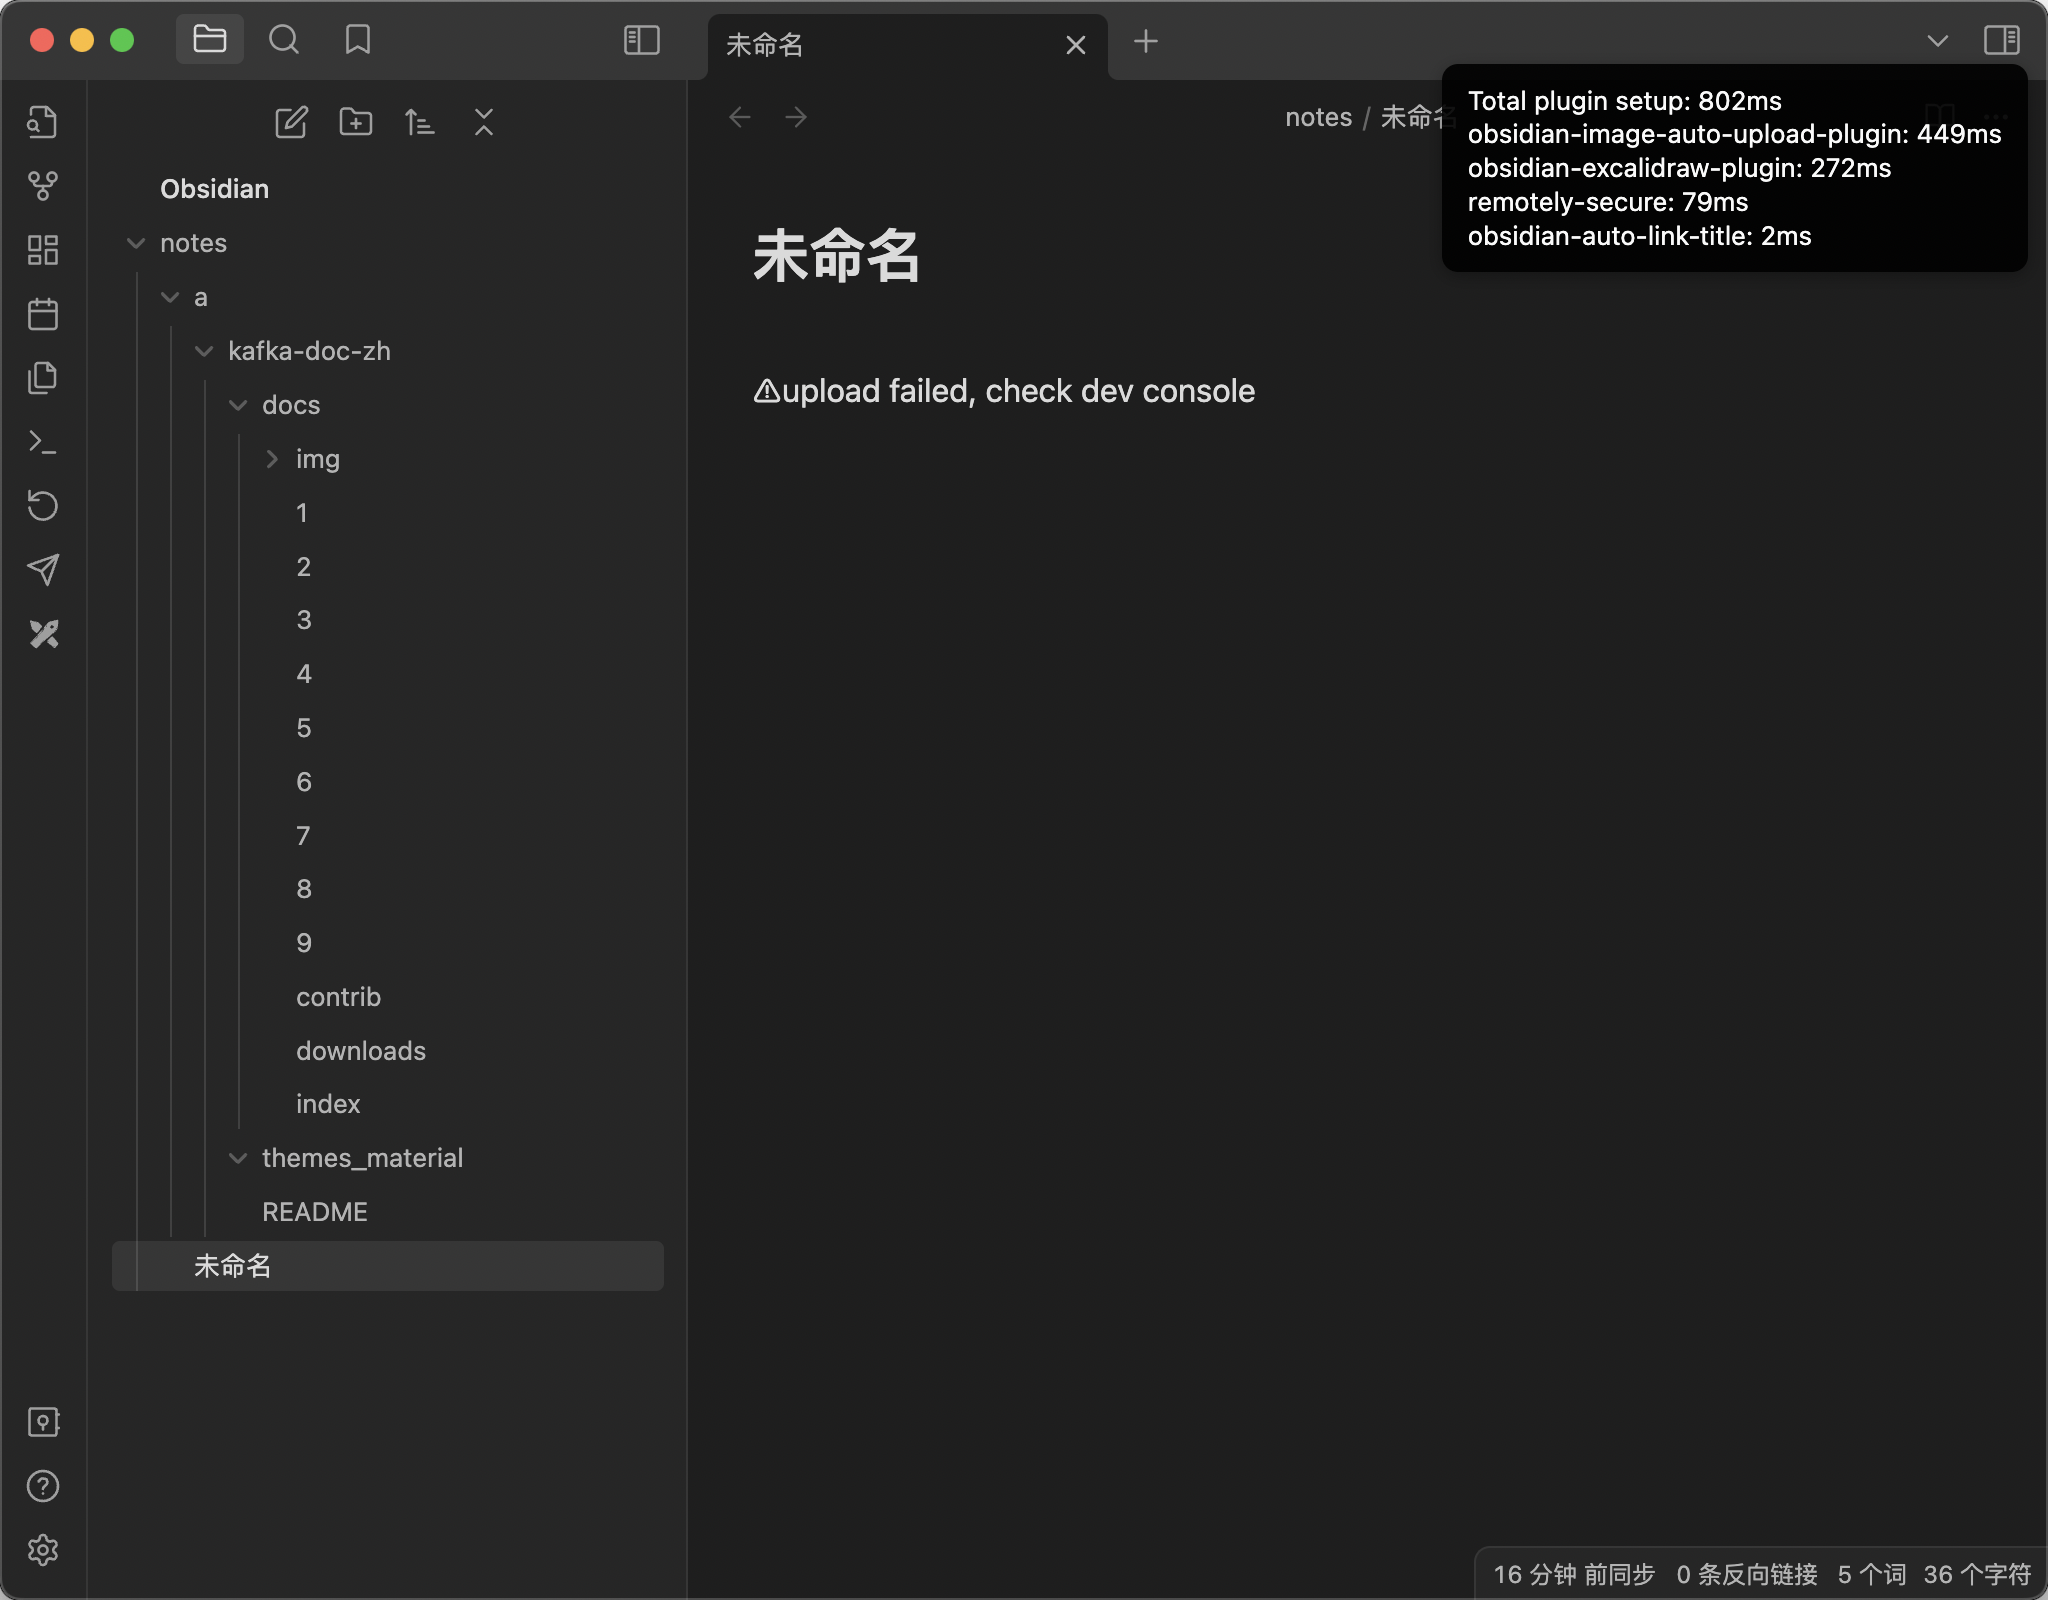 未命名
Obsidian
notes
a
kafka-doc-zh
docs
img
1
2
3
4
5
6
7
8
9
contrib
downloads
index
themes_material
README
未命名
notes / 未命名
Total plugin setup: 802ms
obsidian-image-auto-upload-plugin: 449ms
obsidian-excalidraw-plugin: 272ms
remotely-secure: 79ms
obsidian-auto-link-title: 2ms
未命名
⚠upload failed, check dev console
16 分钟 前同步 0 条反向链接 5 个词 36 个字符